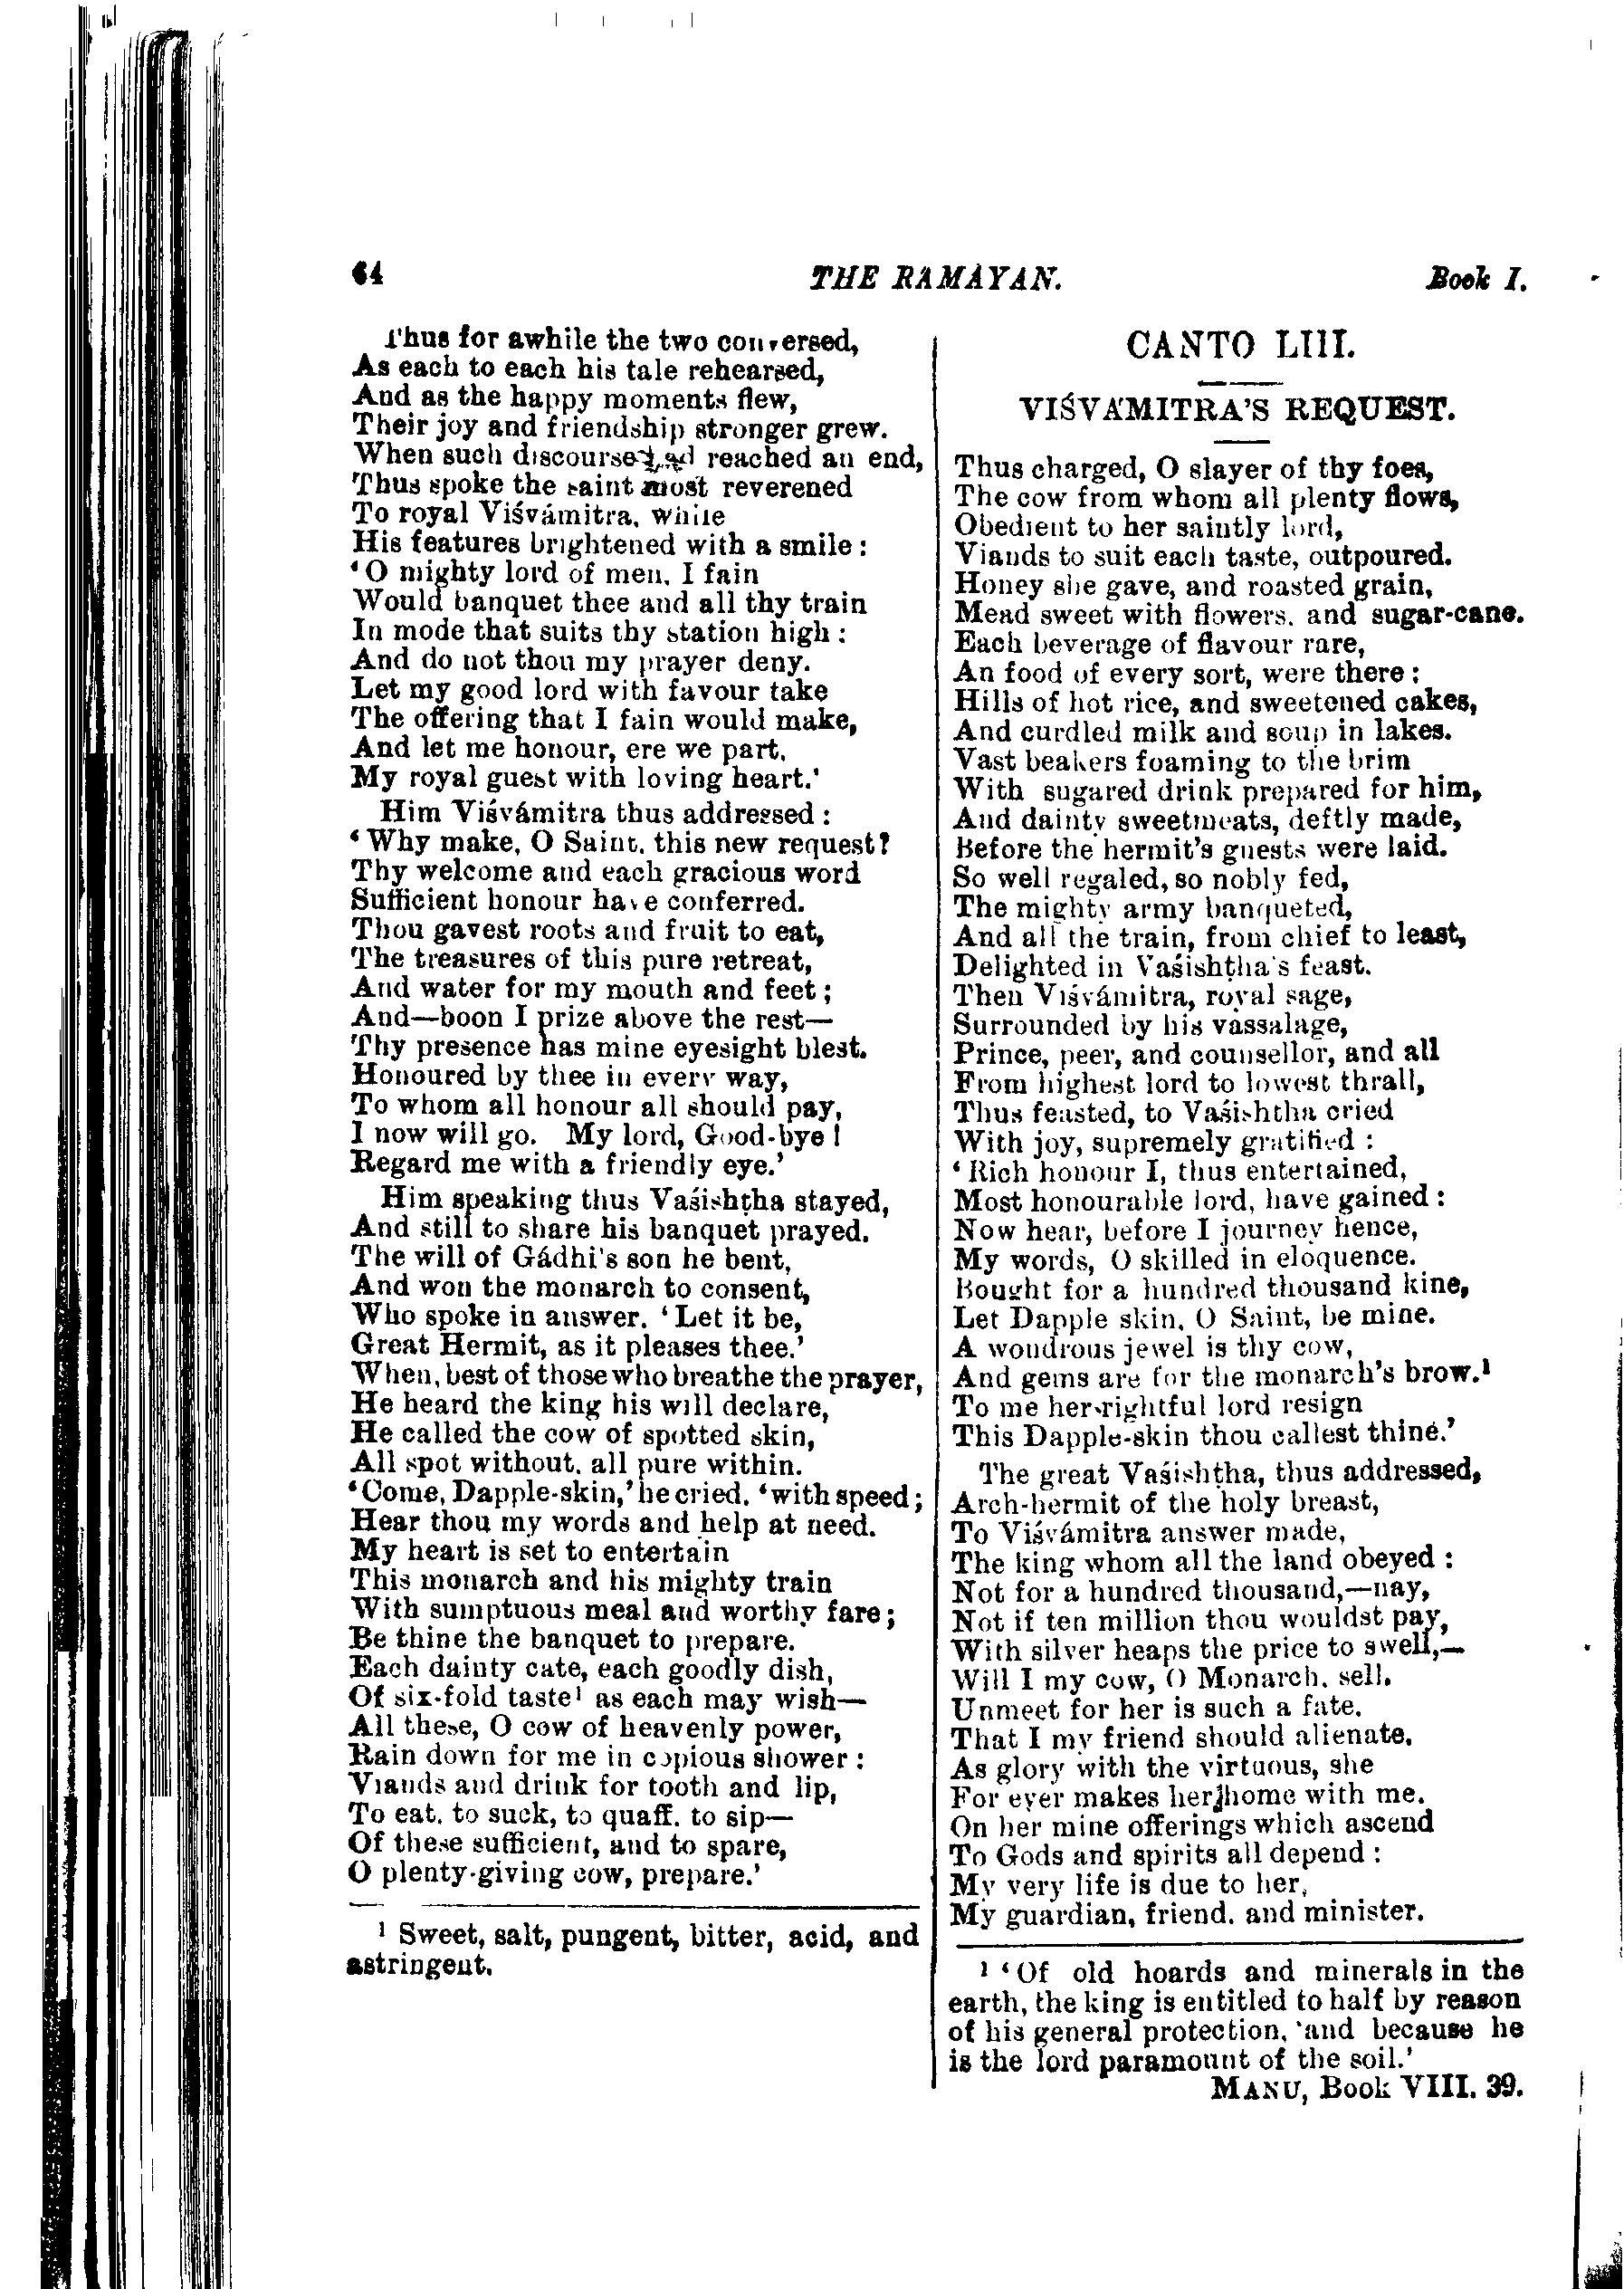 64
THE RAMÁYAN.
Book I.
Thus for awhile the two conversed,
As each to each his tale rehearsed,
And as the happy moments flew,
Their joy and friendship stronger grew.
When such discourse had reached an end,
Thus spoke the saint most reverened
To royal Viśvámitra, while
His features brightened with a smile:
‘O mighty lord of men, I fain
Would banquet thee and all thy train
In mode that suits thy station high:
And do not thou my prayer deny.
Let my good lord with favour take
The offering that I fain would make,
And let me honour, ere we part,
My royal guest with loving heart.’
Him Viśvámitra thus addressed:
‘Why make, O Saint, this new request?
Thy welcome and each gracious word
Sufficient honour have conferred.
Thou gavest roots and fruit to eat,
The treasures of this pure retreat,
And water for my mouth and feet;
And—boon I prize above the rest—
Thy presence has mine eyesight blest.
Honoured by thee in every way,
To whom all honour all should pay,
I now will go. My lord, Good-bye!
Regard me with a friendly eye.’
Him speaking thus Vaśishṭha stayed,
And still to share his banquet prayed.
The will of Gádhi's son he bent,
And won the monarch to consent,
Who spoke in answer. ‘Let it be,
Great Hermit, as it pleases thee.’
When, best of those who breathe the prayer,
He heard the king his will declare,
He called the cow of spotted skin,
All spot without, all pure within.
‘Come, Dapple-skin,’ he cried, ‘with speed;
Hear thou my words and help at need.
My heart is set to entertain
This monarch and his mighty train
With sumptuous meal and worthy fare;
Be thine the banquet to prepare.
Each dainty cate, each goodly dish,
Of six-fold taste¹ as each may wish—
All these, O cow of heavenly power,
Rain down for me in copious shower:
Viands and drink for tooth and lip,
To eat, to suck, to quaff, to sip—
Of these sufficient, and to spare,
O plenty-giving cow, prepare.’
¹ Sweet, salt, pungent, bitter, acid, and
astringent.
CANTO LIII.
VIŚVÁMITRA'S REQUEST.
Thus charged, O slayer of thy foes,
The cow from whom all plenty flows,
Obedient to her saintly lord,
Viands to suit each taste, outpoured.
Honey she gave, and roasted grain,
Mead sweet with flowers, and sugar-cane.
Each beverage of flavour rare,
An food of every sort, were there:
Hills of hot rice, and sweetened cakes,
And curdled milk and soup in lakes.
Vast beakers foaming to the brim
With sugared drink prepared for him,
And dainty sweetmeats, deftly made,
Before the hermit's guests were laid.
So well regaled, so nobly fed,
The mighty army banqueted,
And all the train, from chief to least,
Delighted in Vaśishṭha's feast.
Then Viśvámitra, royal sage,
Surrounded by his vassalage,
Prince, peer, and counsellor, and all
From highest lord to lowest thrall,
Thus feasted, to Vaśishtha cried
With joy, supremely gratified:
‘Rich honour I, thus entertained,
Most honourable lord, have gained:
Now hear, before I journey hence,
My words, O skilled in eloquence.
Bought for a hundred thousand kine,
Let Dapple skin, O Saint, be mine.
A wondrous jewel is thy cow,
And gems are for the monarch's brow.¹
To me her rightful lord resign
This Dapple-skin thou callest thine.’
The great Vaśishṭha, thus addressed,
Arch-hermit of the holy breast,
To Viśvámitra answer made,
The king whom all the land obeyed:
Not for a hundred thousand,—nay,
Not if ten million thou wouldst pay,
With silver heaps the price to swell,—
Will I my cow, O Monarch, sell.
Unmeet for her is such a fate.
That I my friend should alienate.
As glory with the virtuous, she
For ever makes her home with me.
On her mine offerings which ascend
To Gods and spirits all depend:
My very life is due to her,
My guardian, friend, and minister.
¹ ‘Of old hoards and minerals in the
earth, the king is entitled to half by reason
of his general protection, and because he
is the lord paramount of the soil.’
MANU, Book VIII. 39.